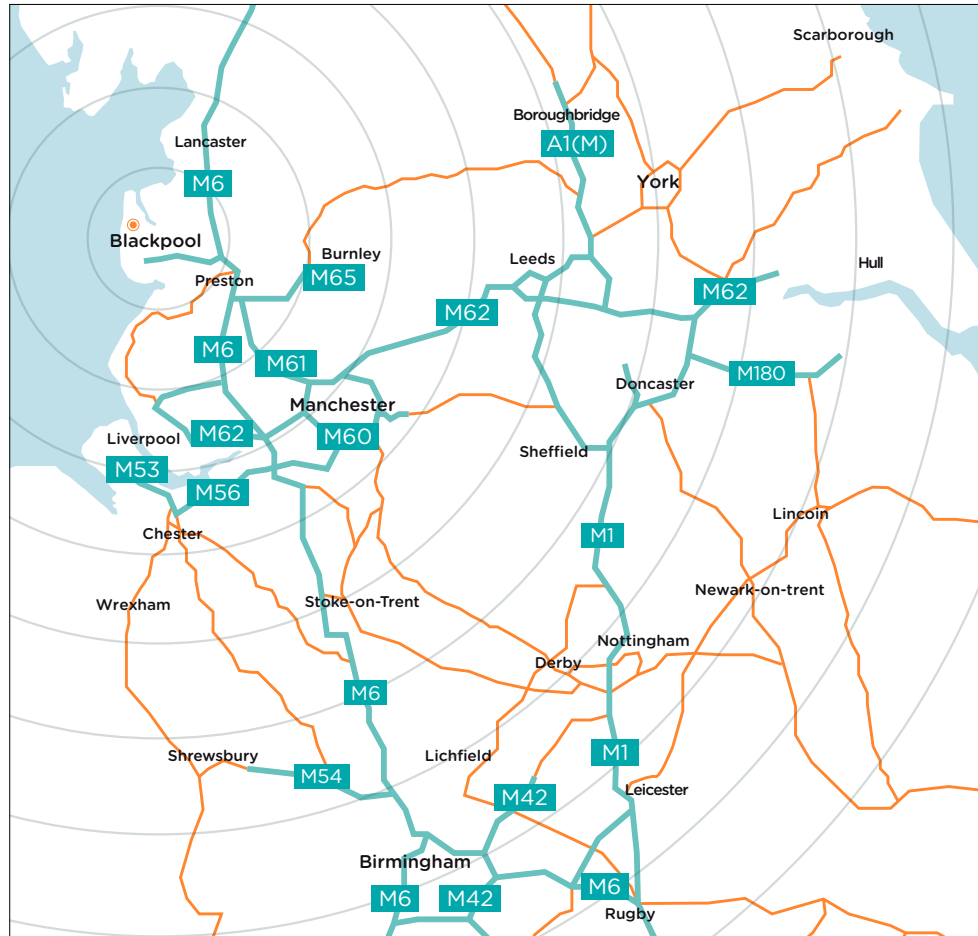 Scarborough
Boroughbridge
A1(M)
Lancaster
M6
York
Blackpool
Burnley
Leeds
Hull
Preston
M65
M62
M62
M6
M61
M180
Doncaster
Manchester
Liverpool
M62
M60
Sheffield
M53
M56
Lincoin
Chester
M1
Newark-on-trent
Wrexham
Stoke-on-Trent
Nottingham
Derby
M6
Shrewsbury
Lichfield
M1
M54
M42
Leicester
Birmingham
M6
M42
M6
Rugby